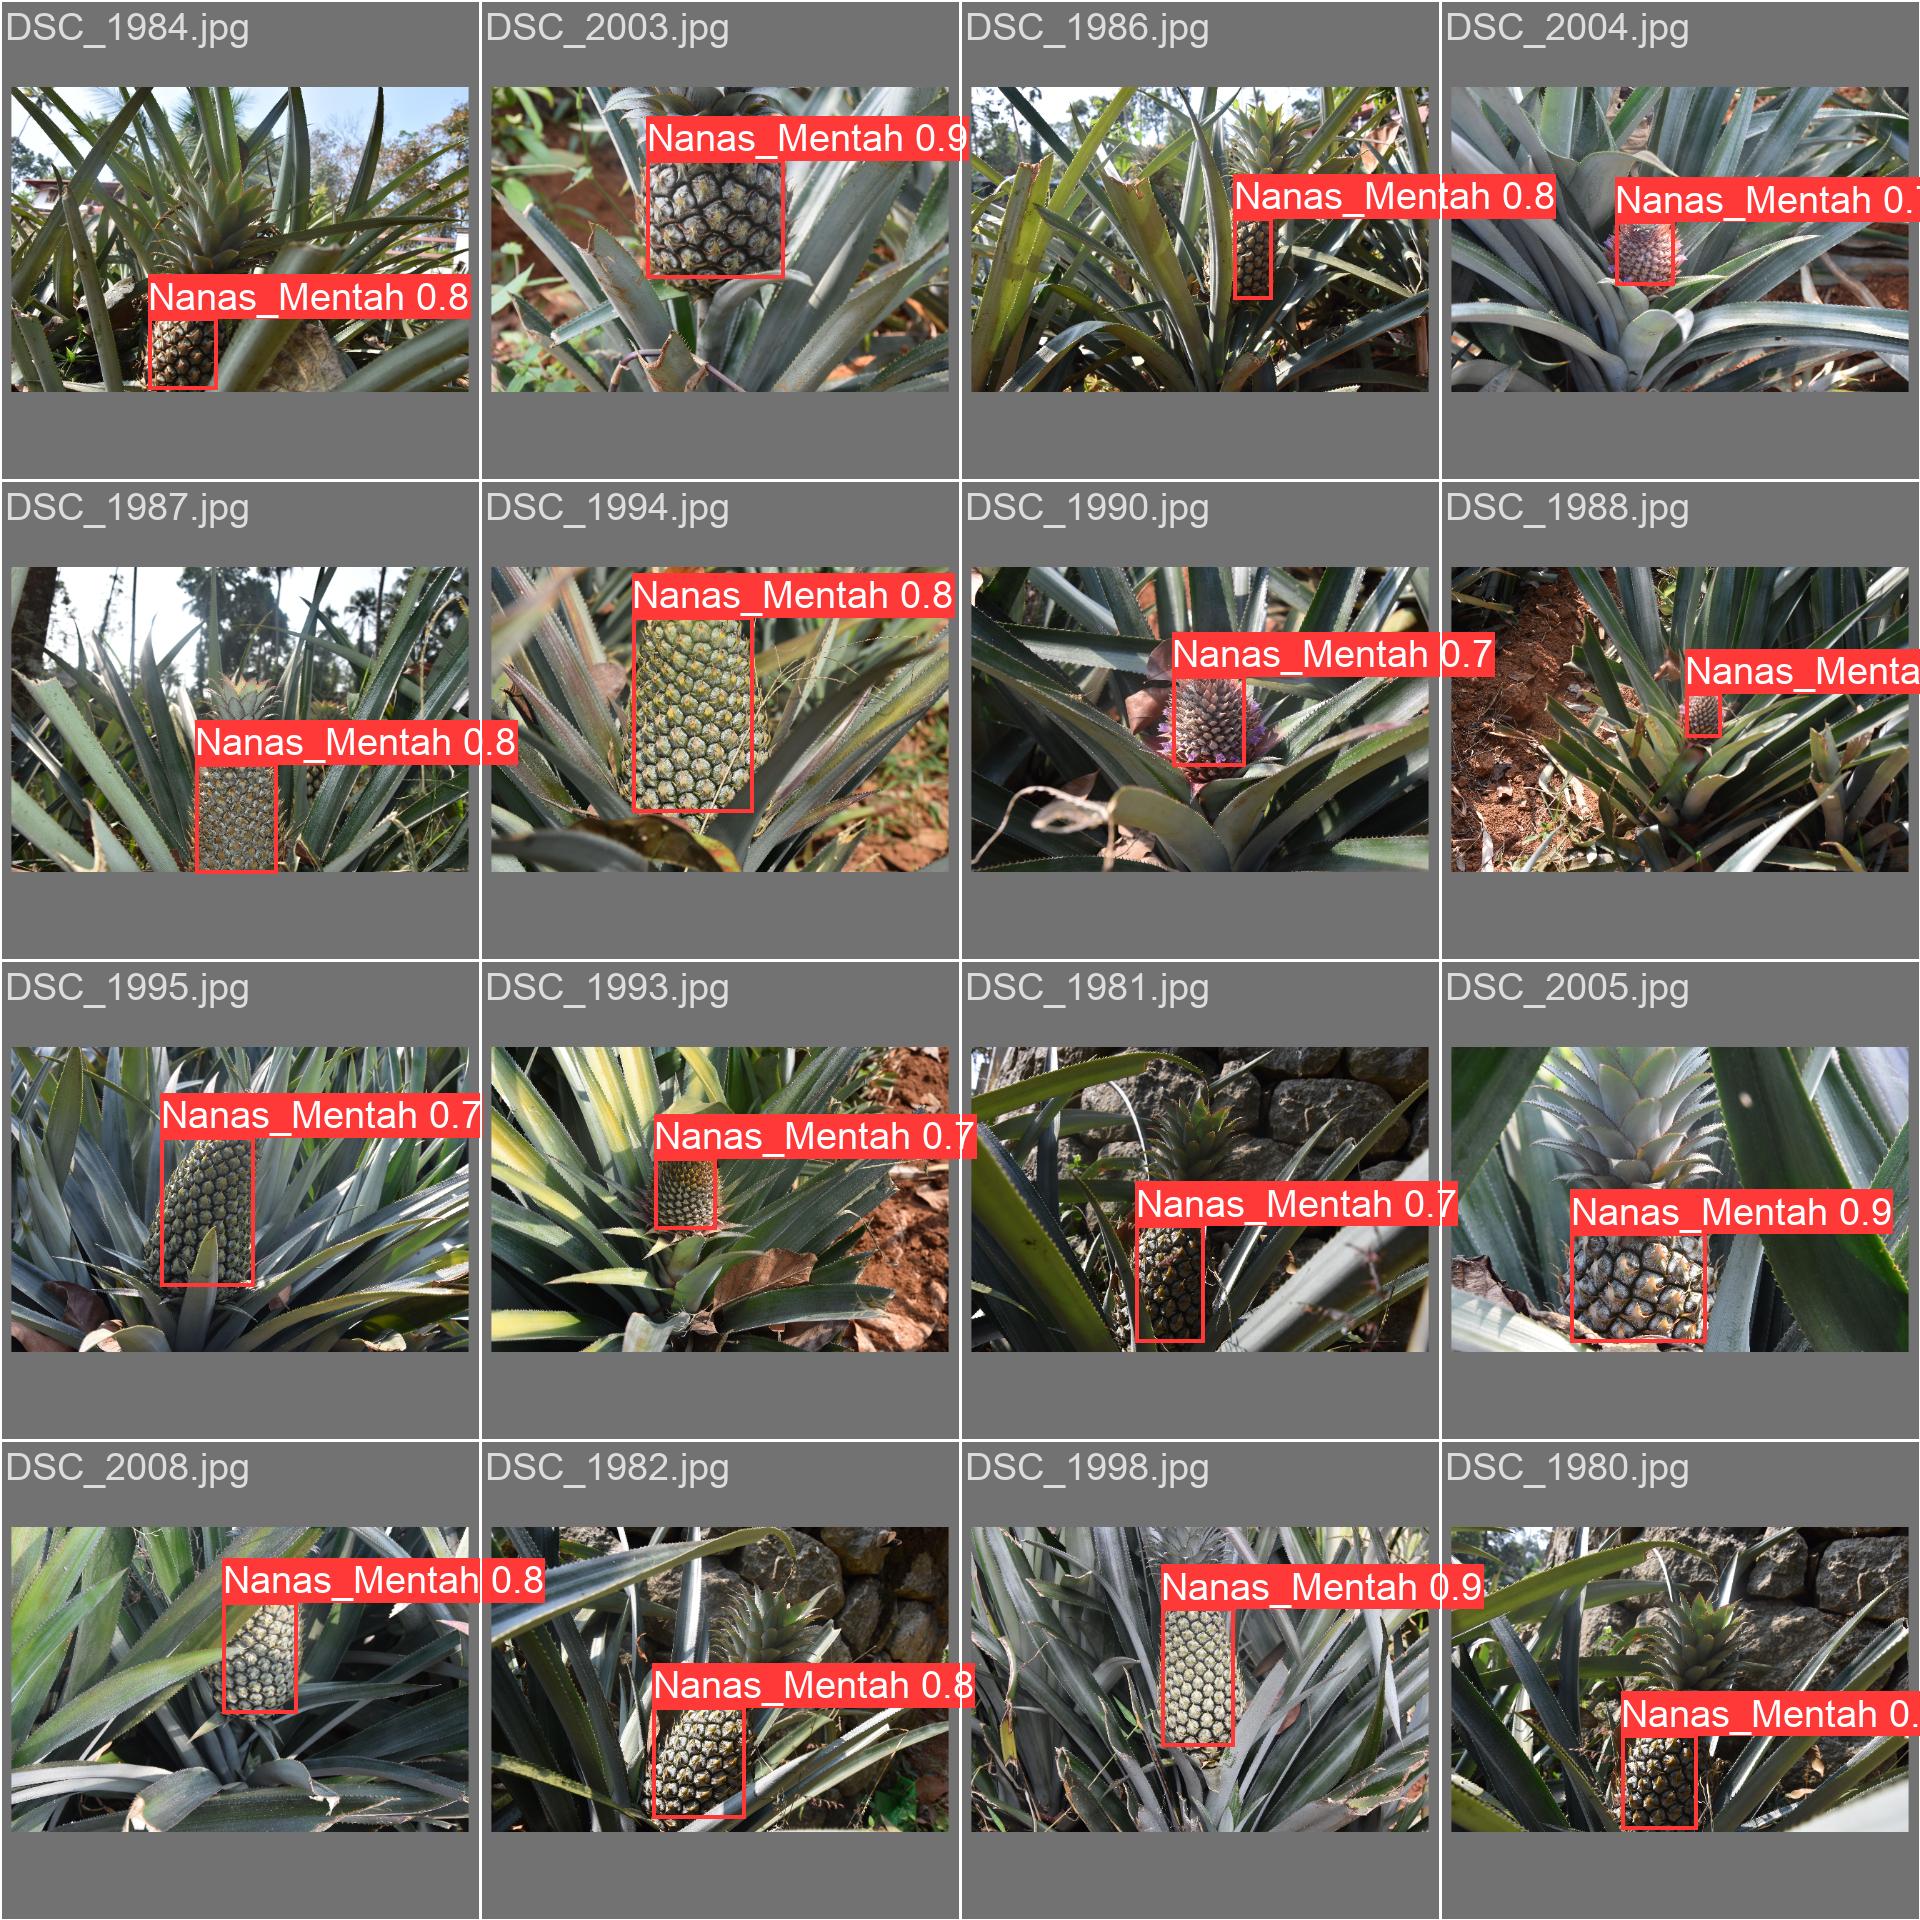 DSC_1984.jpg
Nanas_Mentah 0.8
DSC_2003.jpg
Nanas_Mentah 0.9
DSC_1986.jpg
Nanas_Mentah 0.8
DSC_2004.jpg
Nanas_Mentah 0.7
DSC_1987.jpg
Nanas_Mentah 0.8
DSC_1994.jpg
Nanas_Mentah 0.8
DSC_1990.jpg
Nanas_Mentah 0.7
DSC_1988.jpg
Nanas_Menta
DSC_1995.jpg
Nanas_Mentah 0.7
DSC_1993.jpg
Nanas_Mentah 0.7
DSC_1981.jpg
Nanas_Mentah 0.7
DSC_2005.jpg
Nanas_Mentah 0.9
DSC_2008.jpg
Nanas_Mentah 0.8
DSC_1982.jpg
Nanas_Mentah 0.8
DSC_1998.jpg
Nanas_Mentah 0.9
DSC_1980.jpg
Nanas_Mentah 0.